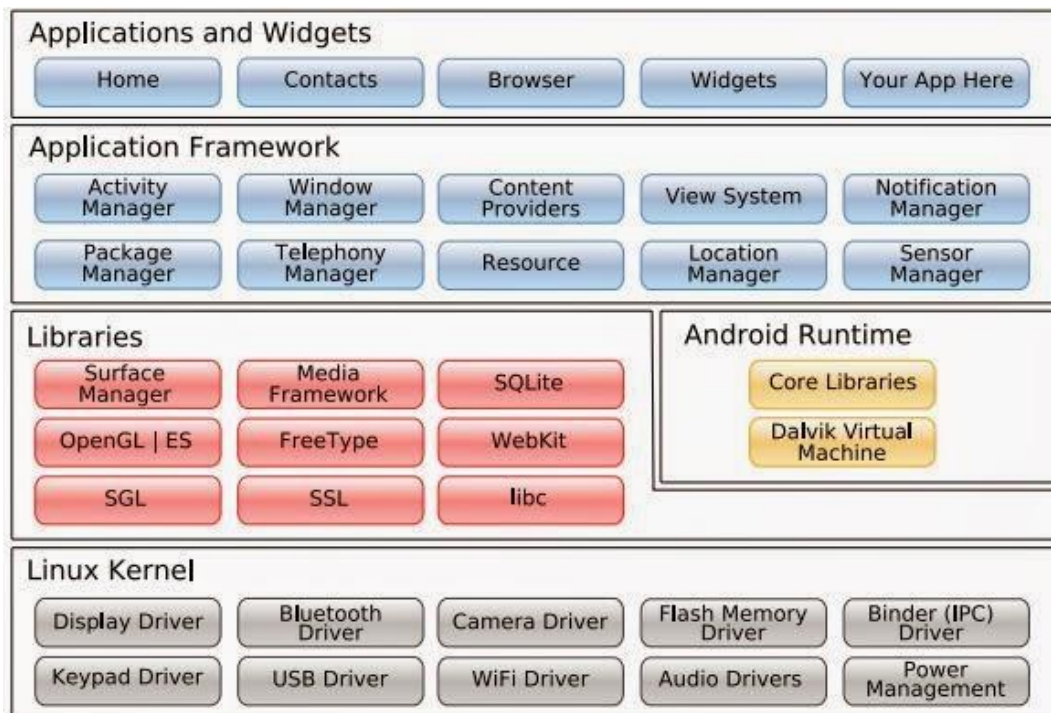 Applications and Widgets
Home
Contacts
Browser
Widgets
Your App Here
Application Framework
Activity
Manager
Window
Manager
Content
Providers
View System
Notification
Manager
Package
Manager
Telephony
Manager
Resource
Location
Manager
Sensor
Manager
Libraries
Surface
Manager
Media
Framework
SQLite
OpenGL | ES
FreeType
WebKit
SGL
SSL
libc
Android Runtime
Core Libraries
Dalvik Virtual
Machine
Linux Kernel
Display Driver
Bluetooth
Driver
Camera Driver
Flash Memory
Driver
Binder (IPC)
Driver
Keypad Driver
USB Driver
WiFi Driver
Audio Drivers
Power
Management